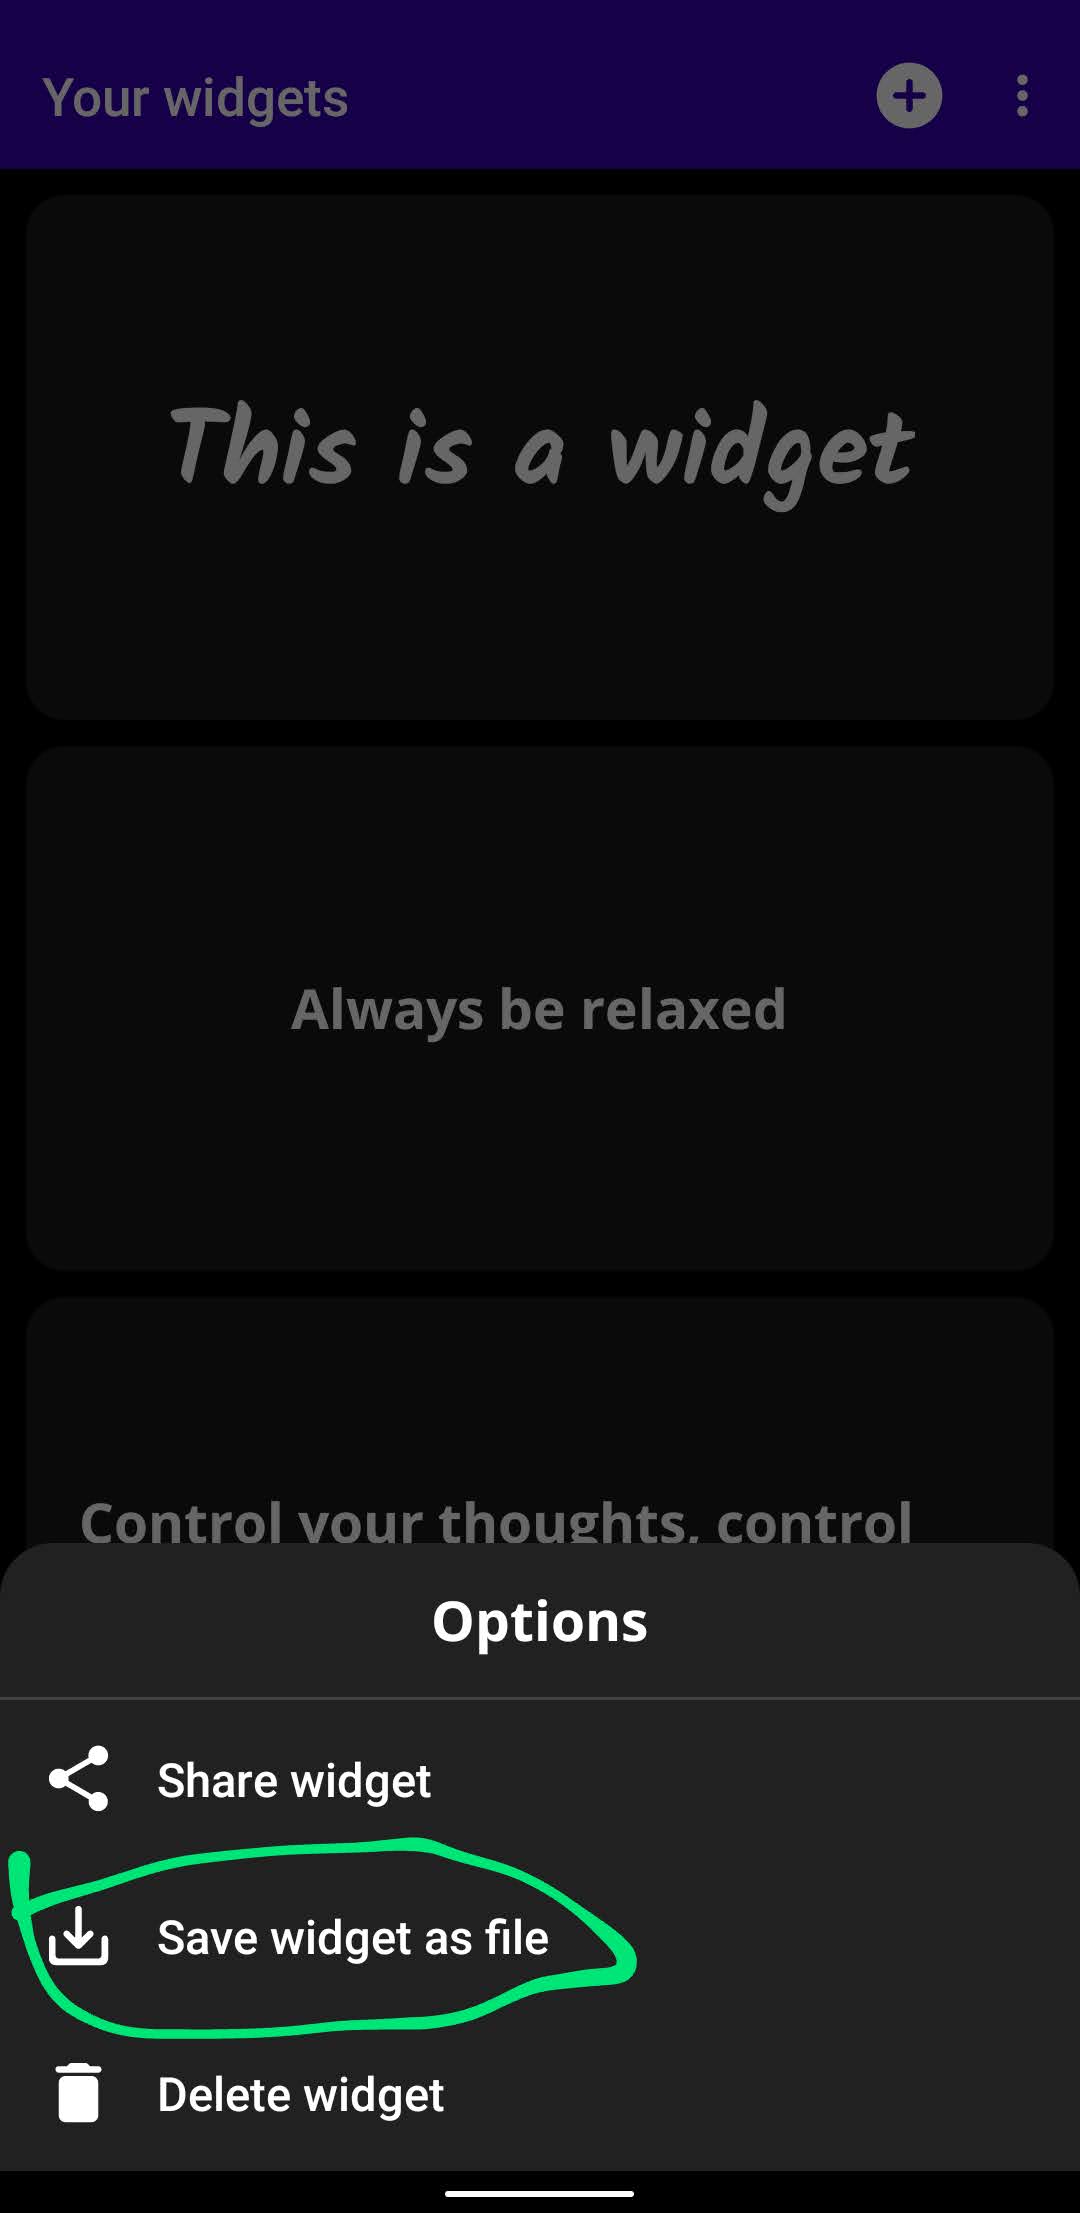 Your widgets
This is a widget
Always be relaxed
Control your thoughts, control
Options
Share widget
Save widget as file
Delete widget